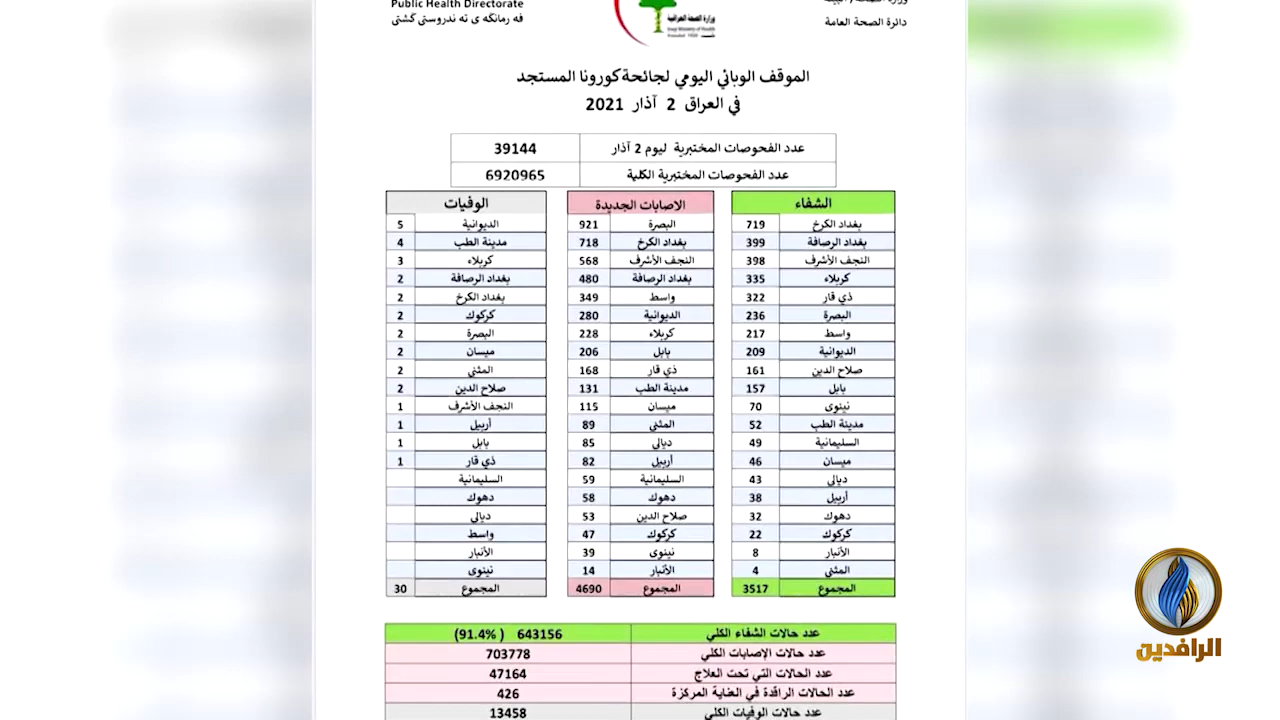 Public Health Directorate
فه رمانگه ی ته ندروستی گشتی
وزارة الصحة العراقية
Iraqi Ministry of Health
دائرة الصحة العامة
الموقف الوبائي اليومي لجائحة كورونا المستجد
في العراق 2 آذار 2021
عدد الفحوصات المختبرية ليوم 2 آذار 39144
عدد الفحوصات المختبرية الكلية 6920965
الشفاء
بغداد الكرخ 719
بغداد الرصافة 399
النجف الأشرف 398
كربلاء 335
ذي قار 322
البصرة 236
واسط 217
الديوانية 209
صلاح الدين 161
بابل 157
نينوى 70
مدينة الطب 52
السليمانية 49
ميسان 46
ديالى 43
أربيل 38
دهوك 32
كركوك 22
الأنبار 8
المثنى 4
المجموع 3517
الاصابات الجديدة
البصرة 921
بغداد الكرخ 718
النجف الأشرف 568
بغداد الرصافة 480
واسط 349
الديوانية 280
كربلاء 228
بابل 206
ذي قار 168
مدينة الطب 131
ميسان 115
المثنى 89
ديالى 85
أربيل 82
السليمانية 59
دهوك 58
صلاح الدين 53
كركوك 47
نينوى 39
الأنبار 14
المجموع 4690
الوفيات
الديوانية 5
مدينة الطب 4
كربلاء 3
بغداد الرصافة 2
بغداد الكرخ 2
كركوك 2
البصرة 2
ميسان 2
المثنى 2
صلاح الدين 2
النجف الأشرف 1
أربيل 1
بابل 1
ذي قار 1
السليمانية
دهوك
ديالى
واسط
الأنبار
نينوى
المجموع 30
عدد حالات الشفاء الكلي 643156 (91.4% )
عدد حالات الإصابات الكلي 703778
عدد الحالات التي تحت العلاج 47164
عدد الحالات الراقدة في العناية المركزة 426
عدد حالات الوفيات الكلي 13458
الرافدين